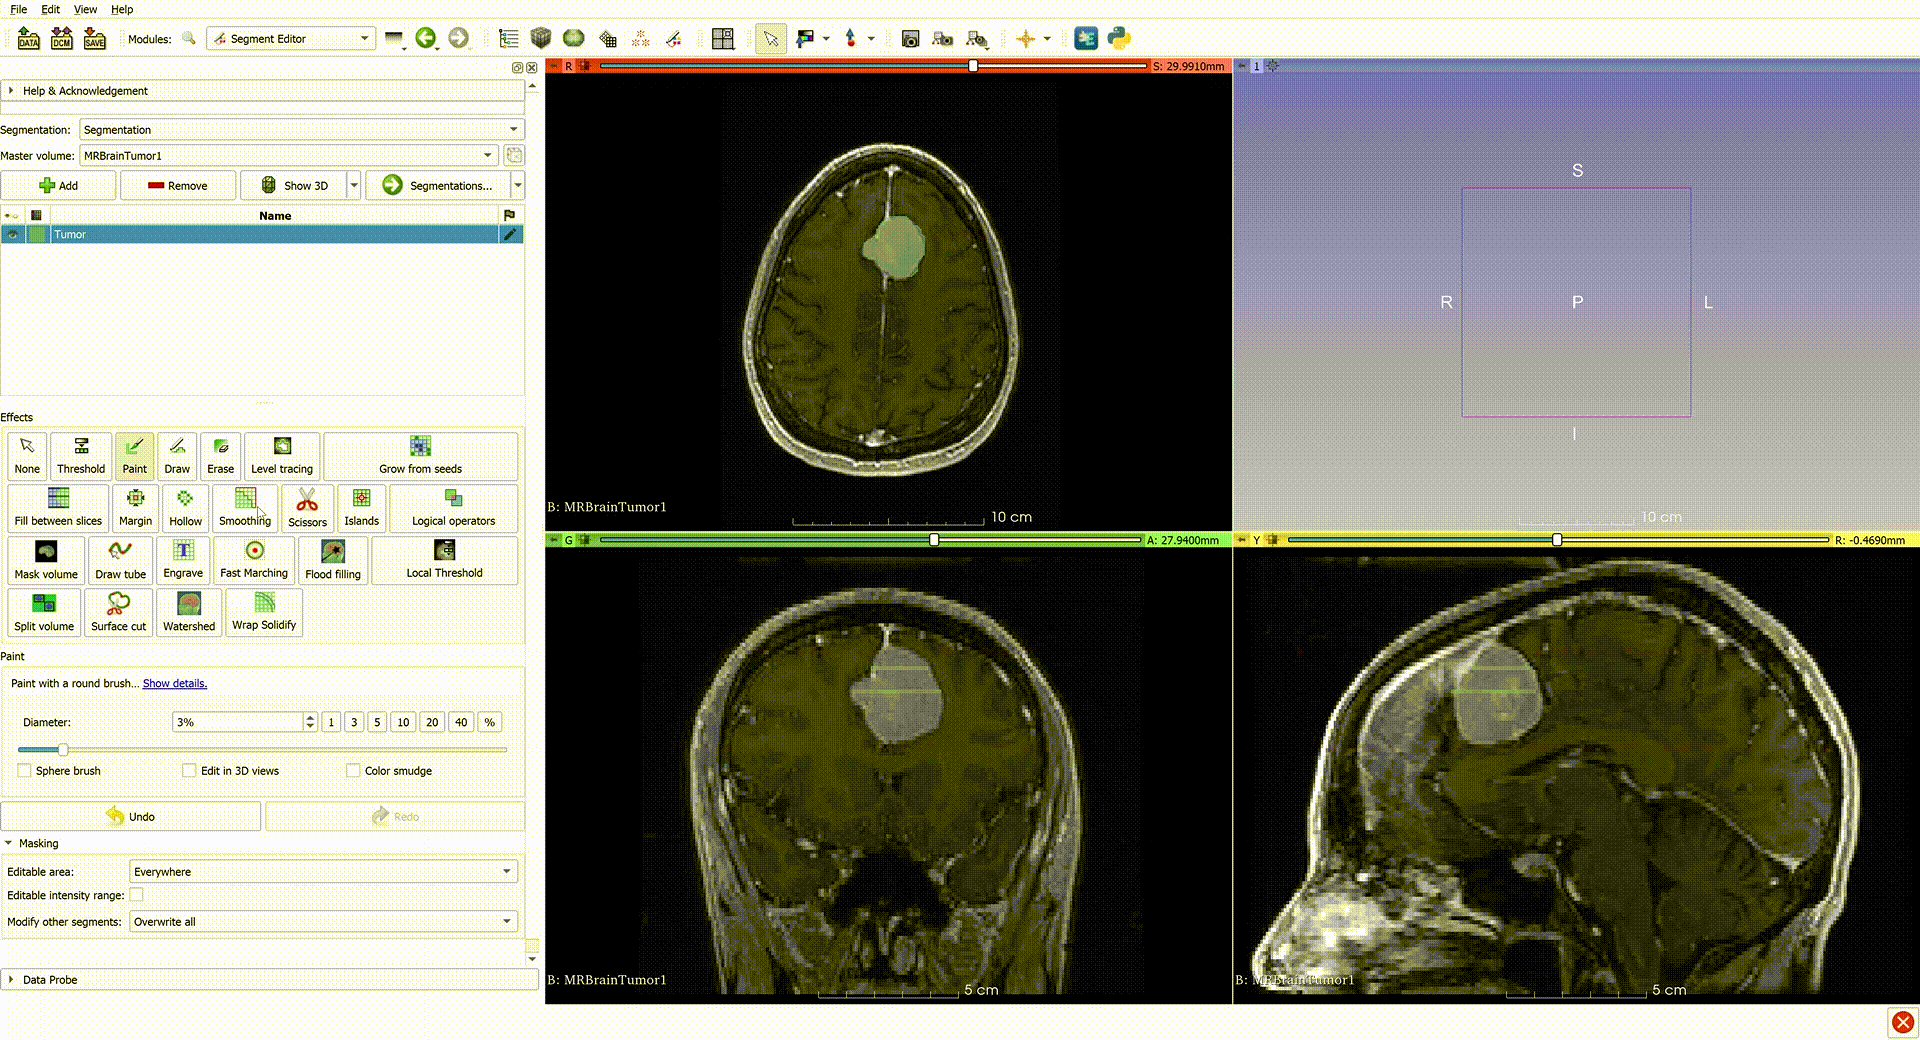 File Edit View Help
DATA DCM SAVE Modules: Segment Editor
R S: 29.9910mm 1
Help & Acknowledgement
Segmentation: Segmentation
Master volume: MRBrainTumor1
Add Remove Show 3D Segmentations...
Name
Tumor
S
R P L
I
B: MRBrainTumor1 10 cm 10 cm
Effects
None Threshold Paint Draw Erase Level tracing Grow from seeds
Fill between slices Margin Hollow Smoothing Scissors Islands Logical operators
Mask volume Draw tube Engrave Fast Marching Flood filling Local Threshold
Split volume Surface cut Watershed Wrap Solidify
G A: 27.9400mm Y R: -0.4690mm
Paint
Paint with a round brush... Show details.
Diameter: 3% 1 3 5 10 20 40 %
Sphere brush Edit in 3D views Color smudge
Undo Redo
Masking
Editable area: Everywhere
Editable intensity range:
Modify other segments: Overwrite all
Data Probe
B: MRBrainTumor1 5 cm B: MRBrainTumor1 5 cm